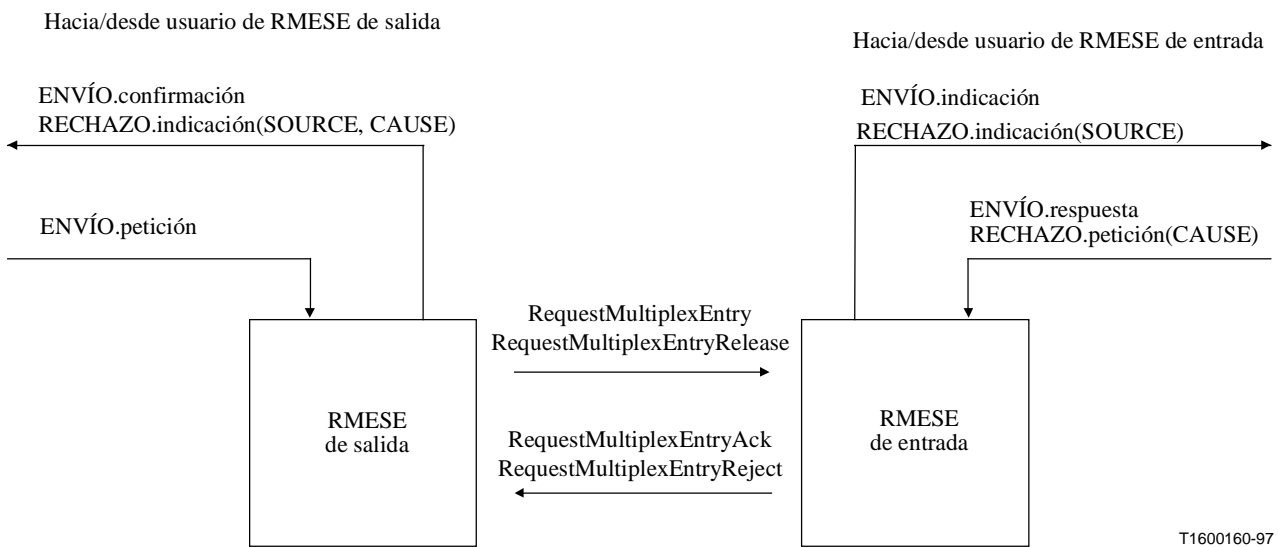 Hacia/desde usuario de RMESE de salida
Hacia/desde usuario de RMESE de entrada
ENVÍO.confirmación
RECHAZO.indicación(SOURCE, CAUSE)
ENVÍO.indicación
RECHAZO.indicación(SOURCE)
ENVÍO.petición
ENVÍO.respuesta
RECHAZO.petición(CAUSE)
RequestMultiplexEntry
RequestMultiplexEntryRelease
RMESE
de salida
RMESE
de entrada
RequestMultiplexEntryAck
RequestMultiplexEntryReject
T1600160-97